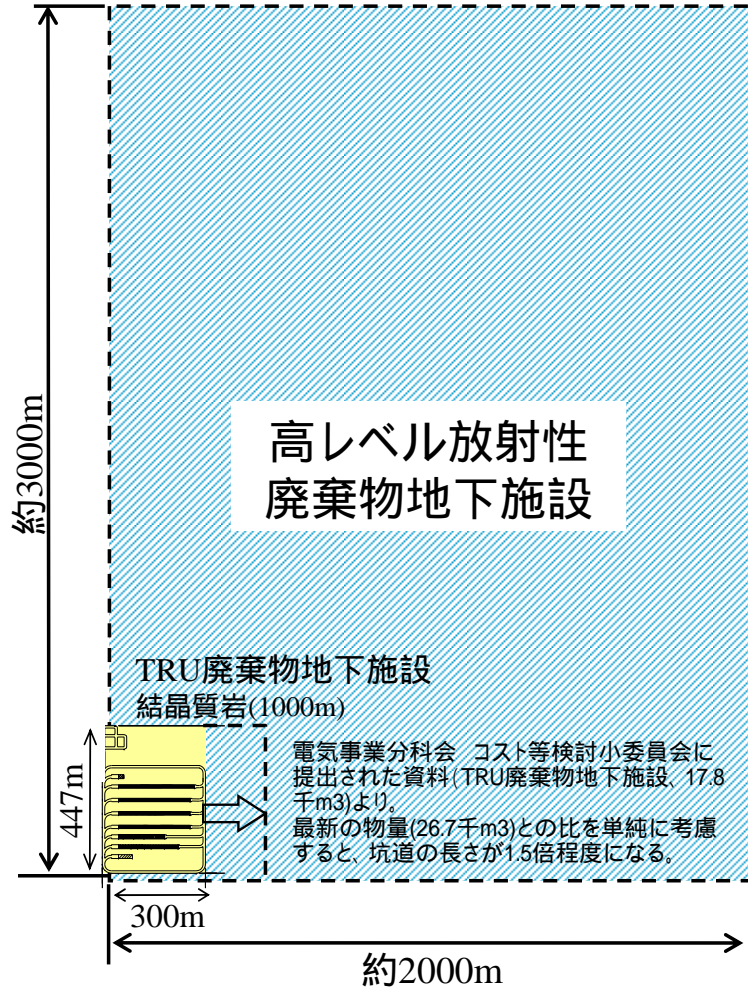 約3000m
高レベル放射性
廃棄物地下施設
TRU廃棄物地下施設
結晶質岩(1000m)
447m
電気事業分科会　コスト等検討小委員会に
提出された資料(TRU廃棄物地下施設、17.8
千m3)より。
最新の物量(26.7千m3)との比を単純に考慮
すると、坑道の長さが1.5倍程度になる。
300m
約2000m